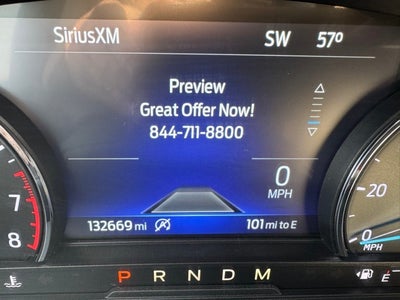 SiriusXM SW 57°
Preview
Great Offer Now!
844-711-8800
0
MPH
132669 mi 101 mi to E
7
8
20
0
MPH
P R N D M
E